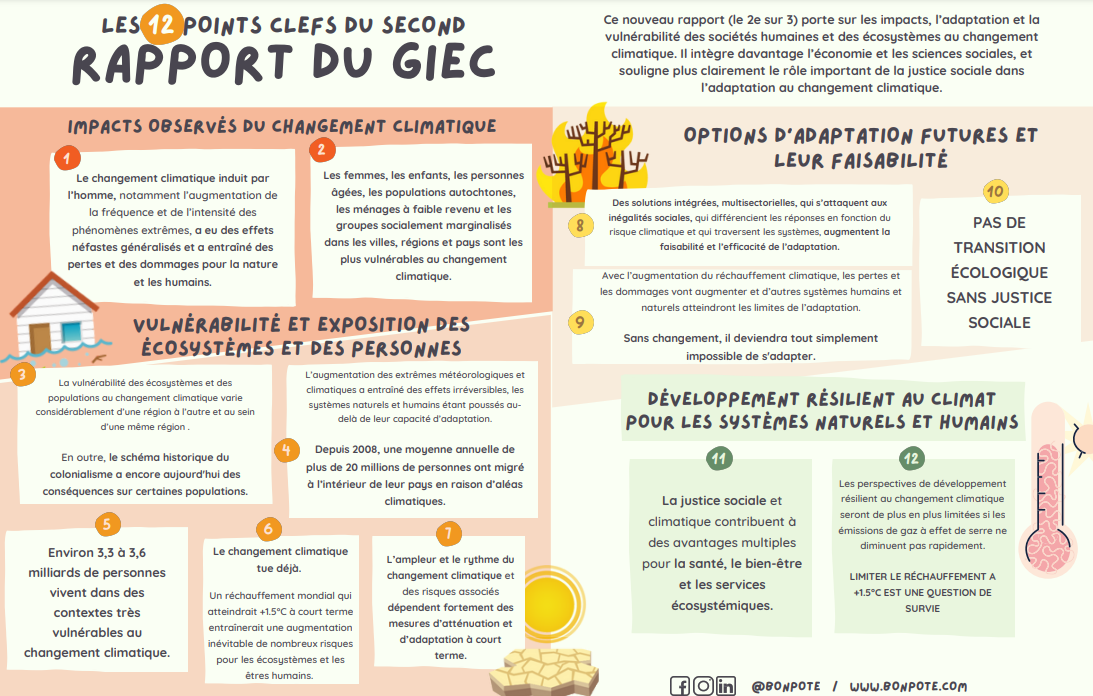 LES 12 POINTS CLEFS DU SECOND
RAPPORT DU GIEC
Ce nouveau rapport (le 2e sur 3) porte sur les impacts, l'adaptation et la
vulnérabilité des sociétés humaines et des écosystèmes au changement
climatique. Il intègre davantage l'économie et les sciences sociales, et
souligne plus clairement le rôle important de la justice sociale dans
l'adaptation au changement climatique.
IMPACTS OBSERVÉS DU CHANGEMENT CLIMATIQUE
1
Le changement climatique induit par
l'homme, notamment l'augmentation de
la fréquence et de l'intensité des
phénomènes extrêmes, a eu des effets
néfastes généralisés et a entraîné des
pertes et des dommages pour la nature
et les humains.
2
Les femmes, les enfants, les personnes
âgées, les populations autochtones,
les ménages à faible revenu et les
groupes socialement marginalisés
dans les villes, régions et pays sont les
plus vulnérables au changement
climatique.
VULNÉRABILITÉ ET EXPOSITION DES
ÉCOSYSTÈMES ET DES PERSONNES
3
La vulnérabilité des écosystèmes et des
populations au changement climatique varie
considérablement d'une région à l'autre et au sein
d'une même région .
En outre, le schéma historique du
colonialisme a encore aujourd'hui des
conséquences sur certaines populations.
4
L'augmentation des extrêmes météorologiques et
climatiques a entraîné des effets irréversibles, les
systèmes naturels et humains étant poussés au-
delà de leur capacité d'adaptation.
Depuis 2008, une moyenne annuelle de
plus de 20 millions de personnes ont migré
à l'intérieur de leur pays en raison d'aléas
climatiques.
5
Environ 3,3 à 3,6
milliards de personnes
vivent dans des
contextes très
vulnérables au
changement climatique.
6
Le changement climatique
tue déjà.
Un réchauffement mondial qui
atteindrait +1.5°C à court terme
entraînerait une augmentation
inévitable de nombreux risques
pour les écosystèmes et les
êtres humains.
7
L'ampleur et le rythme du
changement climatique et
des risques associés
dépendent fortement des
mesures d'atténuation et
d'adaptation à court
terme.
OPTIONS D'ADAPTATION FUTURES ET
LEUR FAISABILITÉ
8
Des solutions intégrées, multisectorielles, qui s'attaquent aux
inégalités sociales, qui différencient les réponses en fonction du
risque climatique et qui traversent les systèmes, augmentent la
faisabilité et l'efficacité de l'adaptation.
9
Avec l'augmentation du réchauffement climatique, les pertes et
les dommages vont augmenter et d'autres systèmes humains et
naturels atteindront les limites de l'adaptation.
Sans changement, il deviendra tout simplement
impossible de s'adapter.
10
PAS DE
TRANSITION
ÉCOLOGIQUE
SANS JUSTICE
SOCIALE
DÉVELOPPEMENT RÉSILIENT AU CLIMAT
POUR LES SYSTÈMES NATURELS ET HUMAINS
11
La justice sociale et
climatique contribuent à
des avantages multiples
pour la santé, le bien-être
et les services
écosystémiques.
12
Les perspectives de développement
résilient au changement climatique
seront de plus en plus limitées si les
émissions de gaz à effet de serre ne
diminuent pas rapidement.
LIMITER LE RÉCHAUFFEMENT A
+1.5°C EST UNE QUESTION DE
SURVIE
@BONPOTE / WWW.BONPOTE.COM